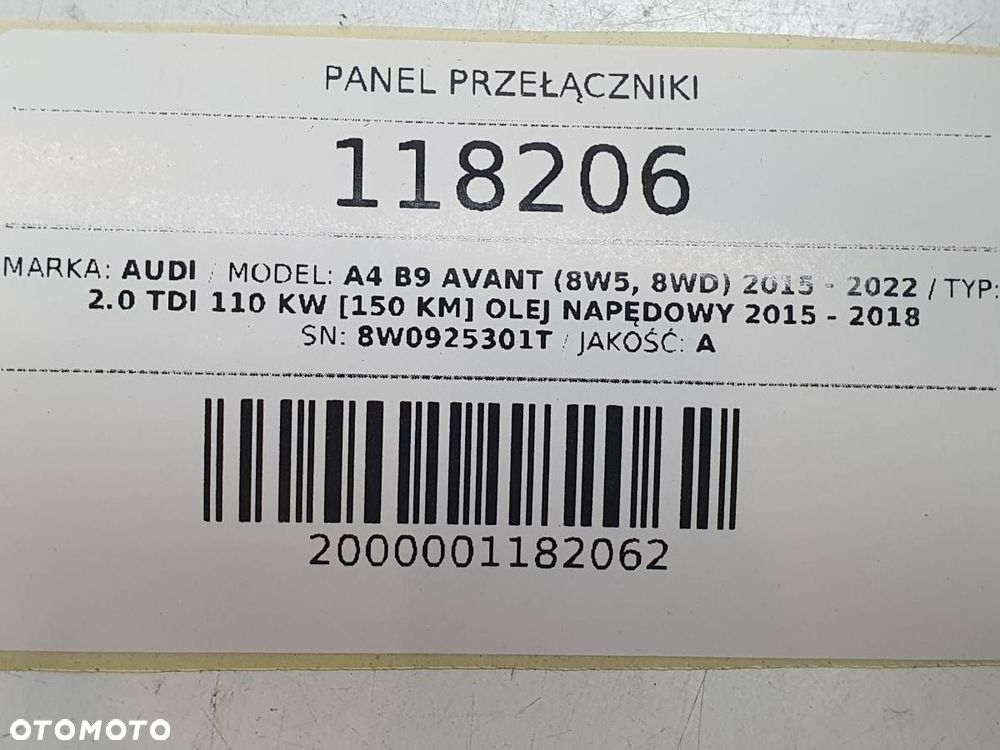 PANEL PRZEŁĄCZNIKI
118206
MARKA: AUDI / MODEL: A4 B9 AVANT (8W5, 8WD) 2015 - 2022 / TYP:
2.0 TDI 110 KW [150 KM] OLEJ NAPĘDOWY 2015 - 2018
SN: 8W0925301T / JAKOŚĆ: A
2000001182062
OTOMOTO